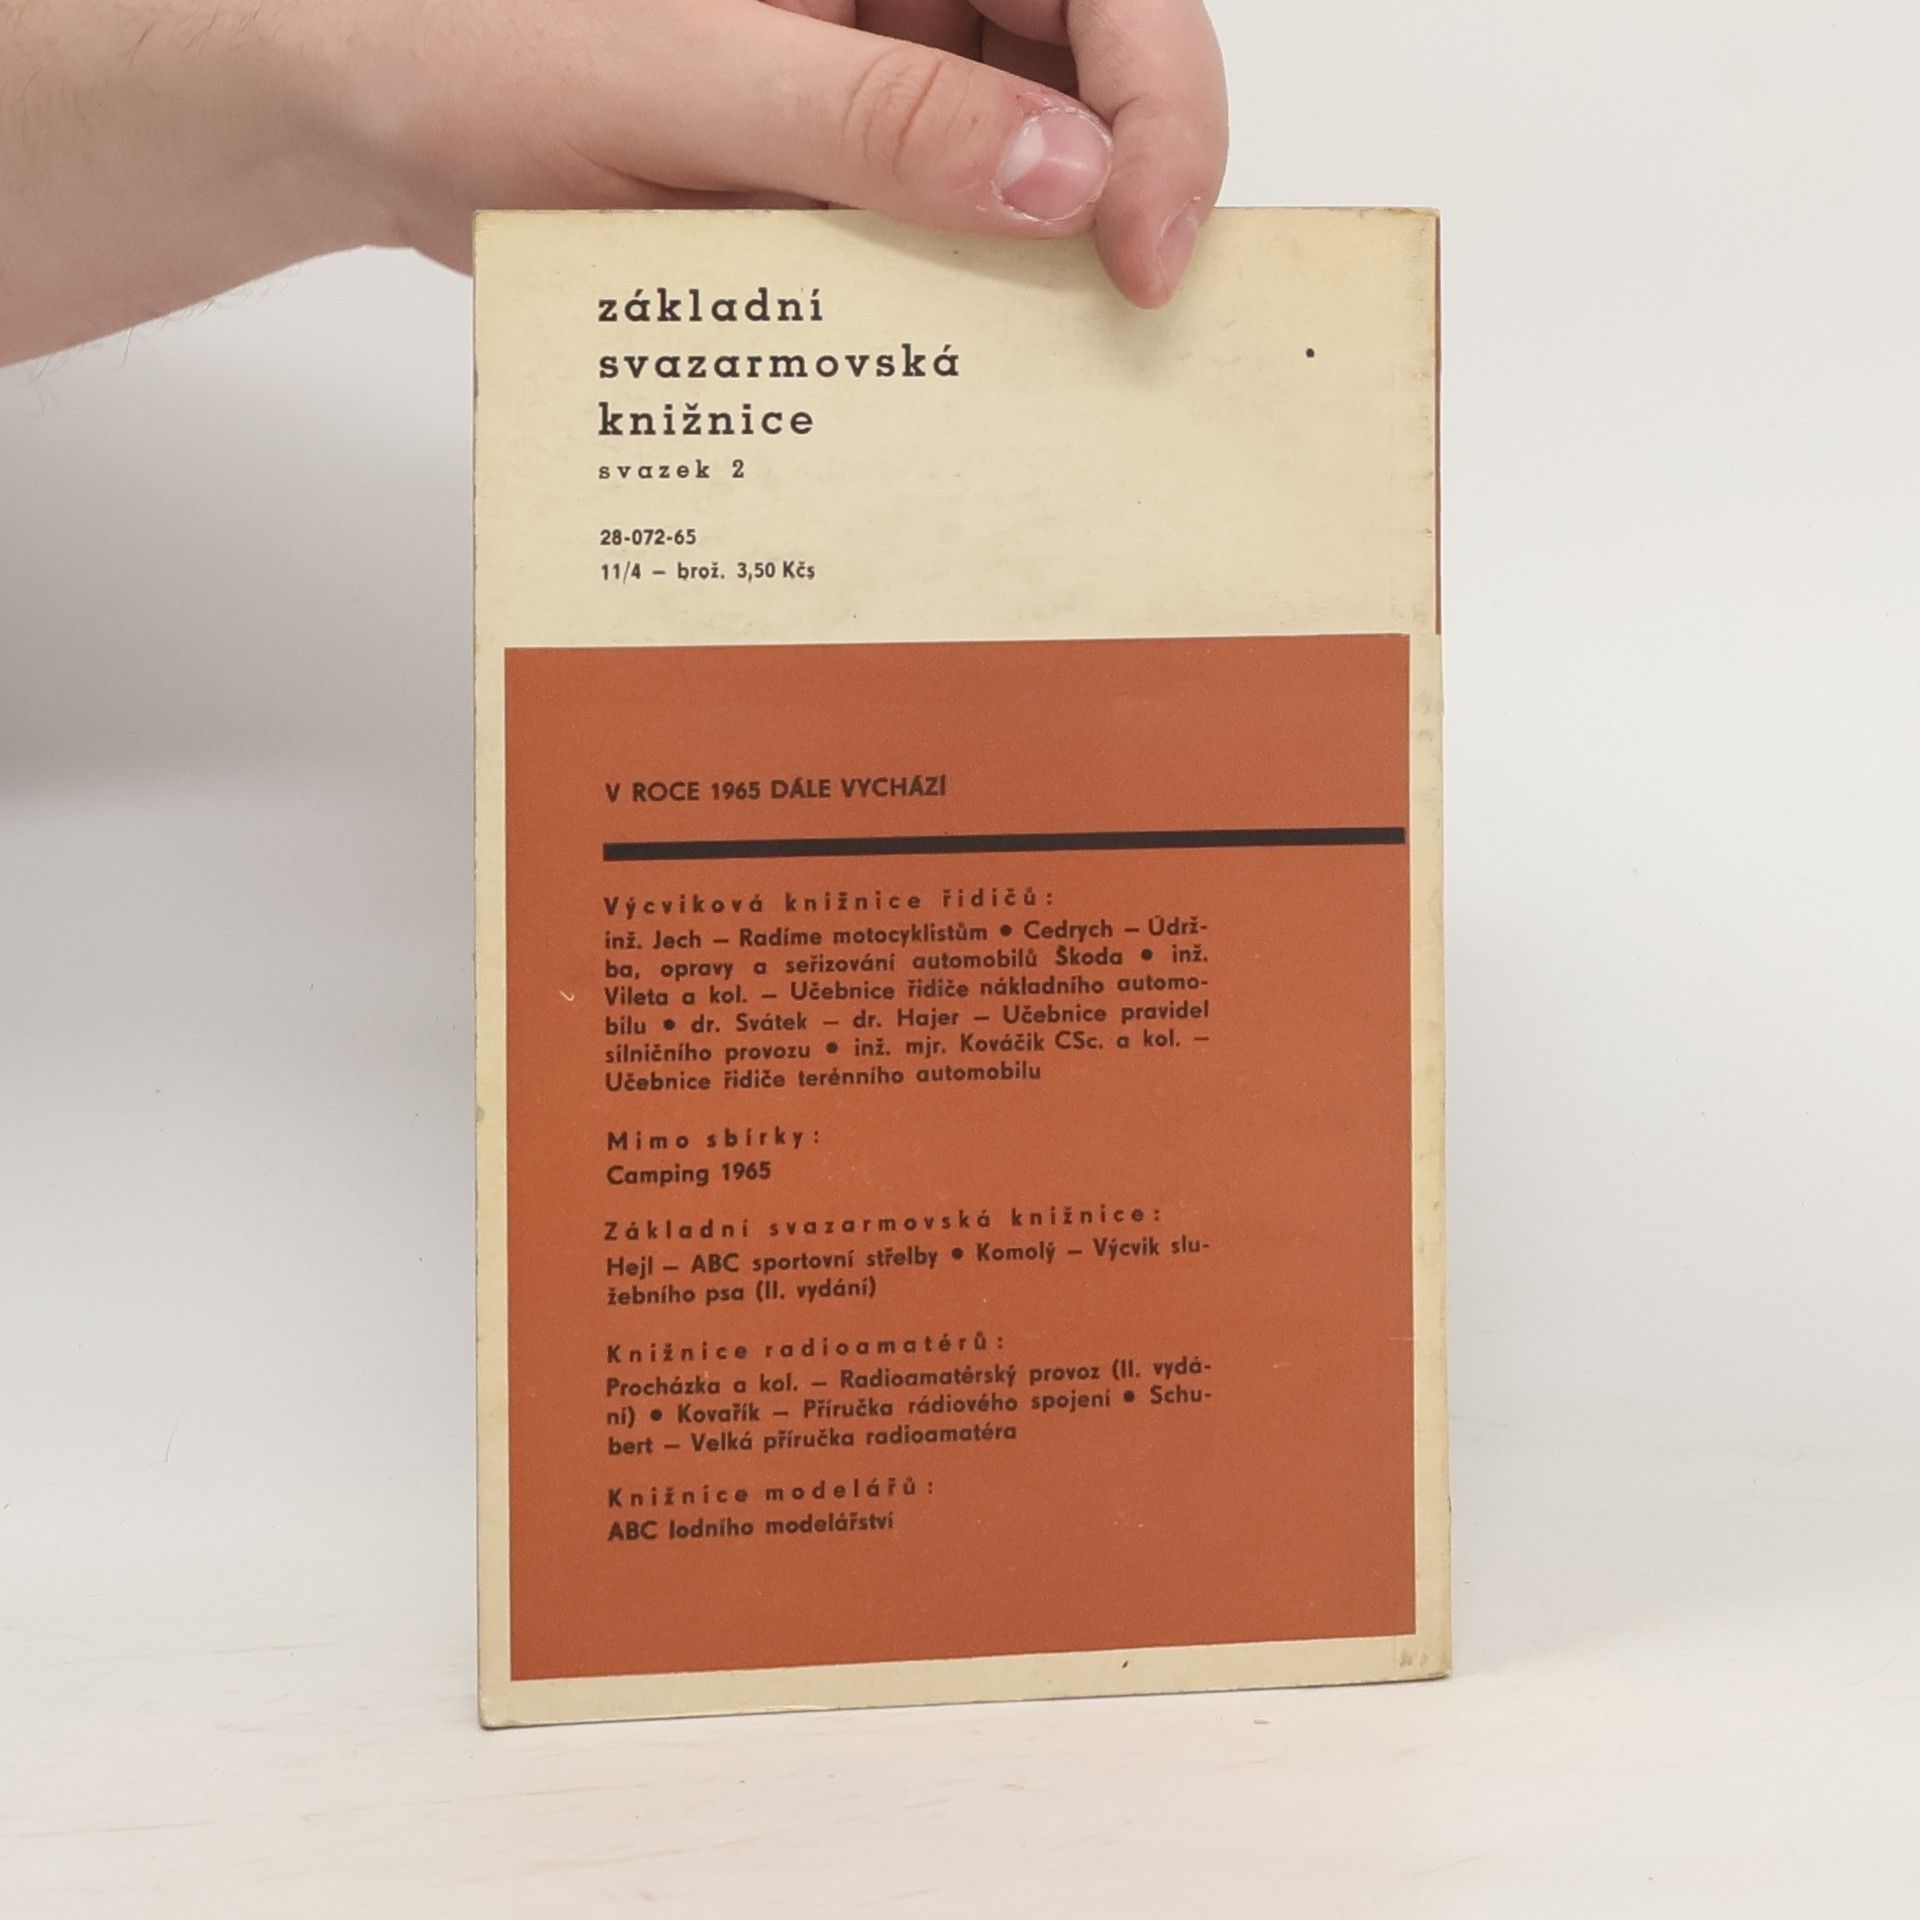 základní
svazarmovská
knižnice
svazek 2
28-072-65
11/4 – brož. 3,50 Kčs
V ROCE 1965 DÁLE VYCHÁZÍ
Výcviková knižnice řidičů:
inž. Jech – Radíme motocyklistům • Cedrych – Údrž-
ba, opravy a seřizování automobilů Škoda • inž.
Vileta a kol. – Učebnice řidiče nákladního automo-
bilu • dr. Svátek – dr. Hajer – Učebnice pravidel
silničního provozu • inž. mjr. Kováčik CSc. a kol. –
Učebnice řidiče terénního automobilu
Mimo sbírky:
Camping 1965
Základní svazarmovská knižnice:
Hejl – ABC sportovní střelby • Komolý – Výcvik slu-
žebního psa (II. vydání)
Knižnice radioamatérů:
Procházka a kol. – Radioamatérský provoz (II. vydá-
ní) • Kovařík – Příručka rádiového spojení • Schu-
bert – Velká příručka radioamatéra
Knižnice modelářů:
ABC lodního modelářství